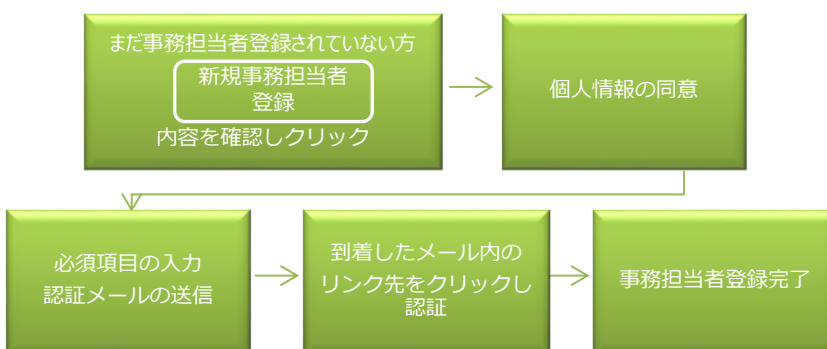 まだ事務担当者登録されていない方
新規事務担当者
登録
内容を確認しクリック
個人情報の同意
必須項目の入力
認証メールの送信
到着したメール内の
リンク先をクリックし
認証
事務担当者登録完了